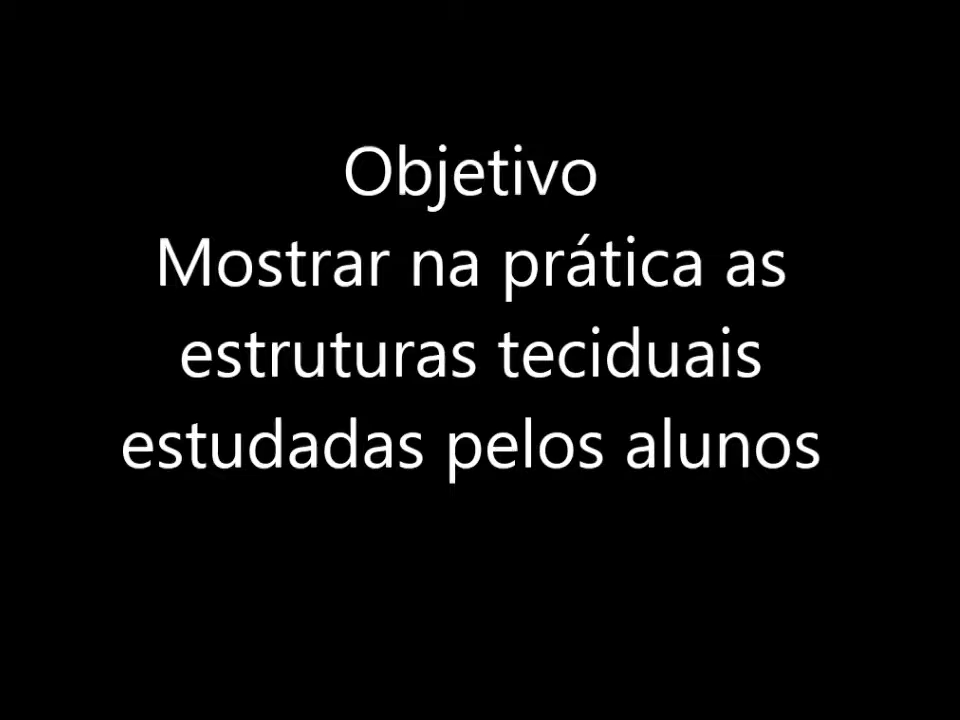 Objetivo
Mostrar na prática as
estruturas teciduais
estudadas pelos alunos